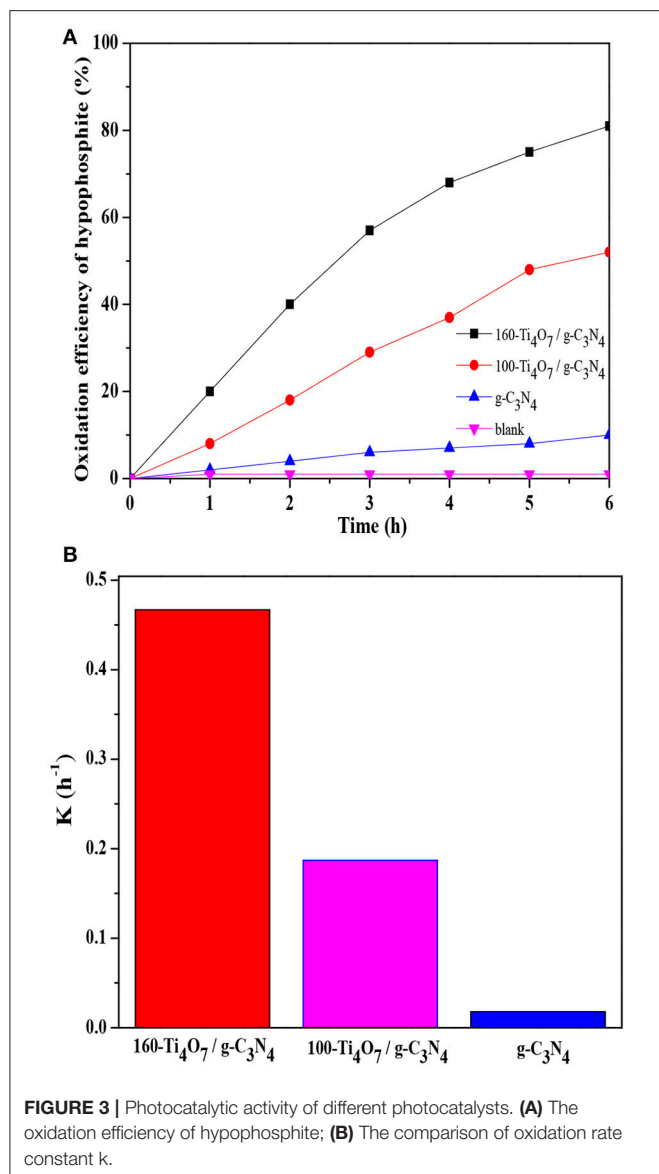 A
Oxidation efficiency of hypophosphite (%)
100
80
60
40
20
0
160-Ti₄O₇ / g-C₃N₄
100-Ti₄O₇ / g-C₃N₄
g-C₃N₄
blank
0 1 2 3 4 5 6
Time (h)
B
K (h⁻¹)
0.5
0.4
0.3
0.2
0.1
0.0
160-Ti₄O₇ / g-C₃N₄ 100-Ti₄O₇ / g-C₃N₄ g-C₃N₄
FIGURE 3 | Photocatalytic activity of different photocatalysts. (A) The
oxidation efficiency of hypophosphite; (B) The comparison of oxidation rate
constant k.